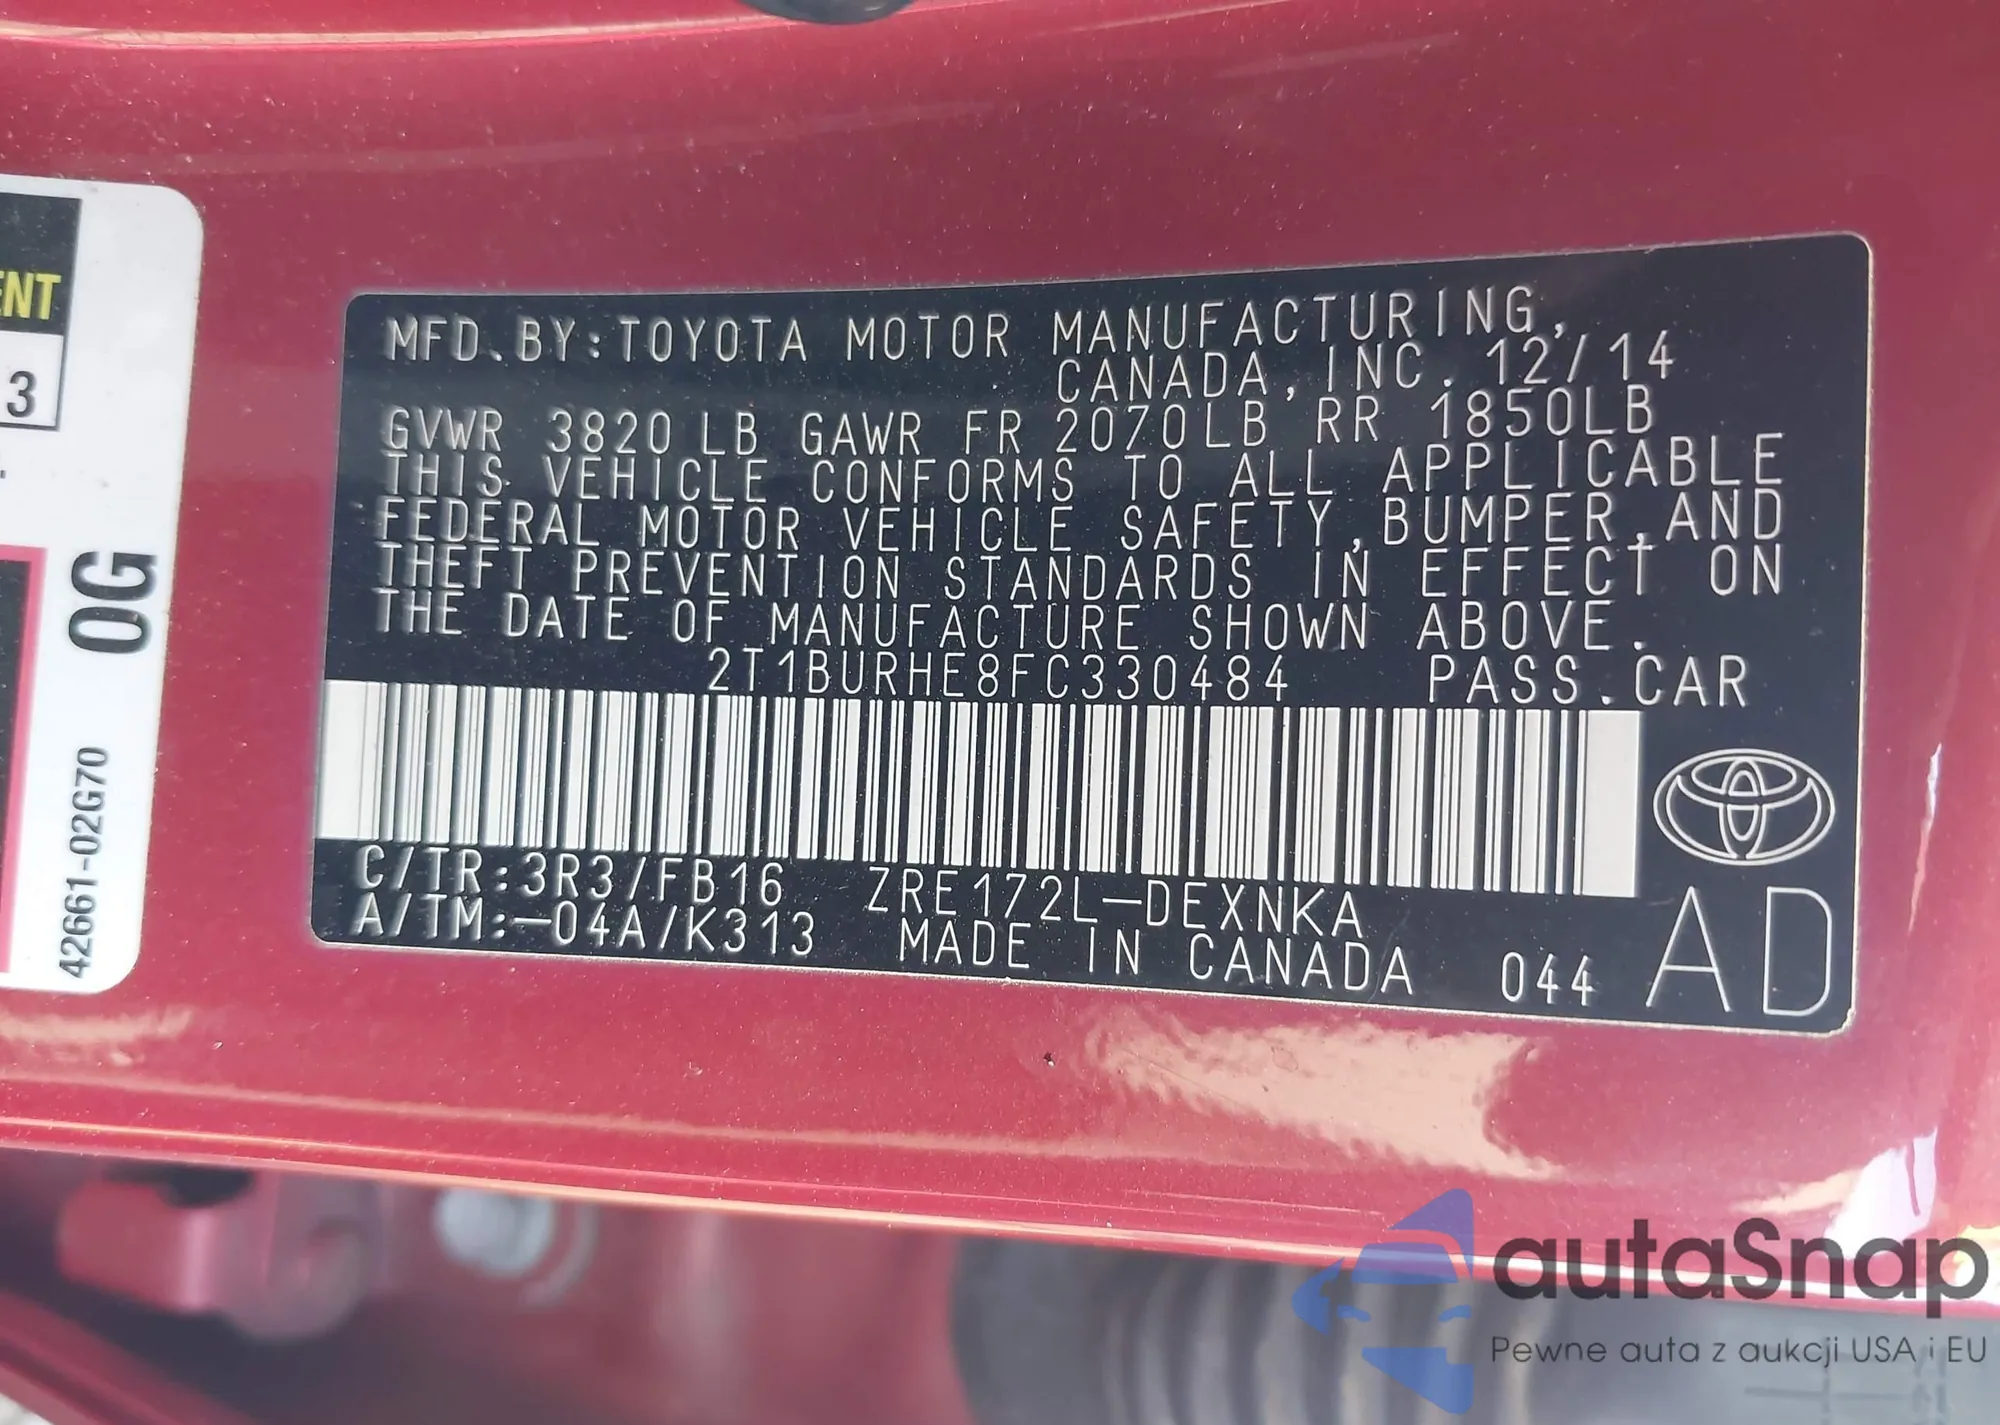 ENT
3
0G
42661-02G70
MFD. BY: TOYOTA MOTOR MANUFACTURING,
CANADA, INC. 12/14
GVWR 3820 LB GAWR FR 2070LB RR 1850LB
THIS VEHICLE CONFORMS TO ALL APPLICABLE
FEDERAL MOTOR VEHICLE SAFETY, BUMPER, AND
THEFT PREVENTION STANDARDS IN EFFECT ON
THE DATE OF MANUFACTURE SHOWN ABOVE.
2T1BURHE8FC330484 PASS. CAR
C/TR:3R3/FB16 ZRE172L-DEXNKA
A/TM:-04A/K313 MADE IN CANADA 044 AD
autaSnap
Pewne auta z aukcji USA i EU